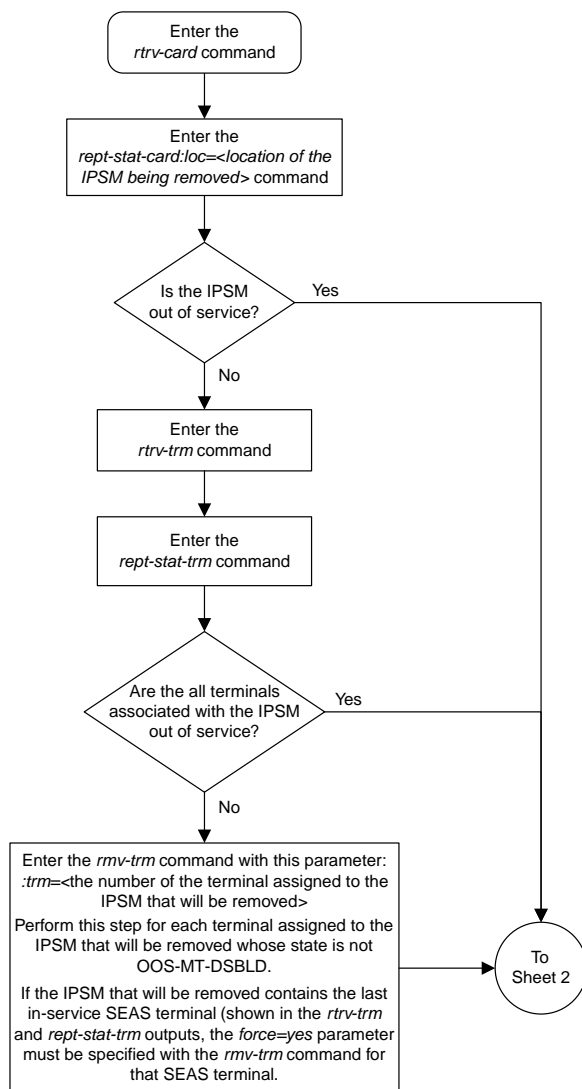 Enter the
rtrv-card
command
Enter the
rept-stat-card:loc=<location of the
IPSM being removed> command
Is the IPSM
out of service?
Yes
No
Enter the
rtrv-trm command
Enter the
rept-stat-trm command
Are the all terminals
associated with the IPSM
out of service?
Yes
No
Enter the rmv-trm command with this parameter:
:trm=<the number of the terminal assigned to the
IPSM that will be removed>
Perform this step for each terminal assigned to the
IPSM that will be removed whose state is not
OOS-MT-DSBLD.
If the IPSM that will be removed contains the last
in-service SEAS terminal (shown in the rtrv-trm
and rept-stat-trm outputs, the force=yes parameter
must be specified with the rmv-trm command for
that SEAS terminal.
To
Sheet 2